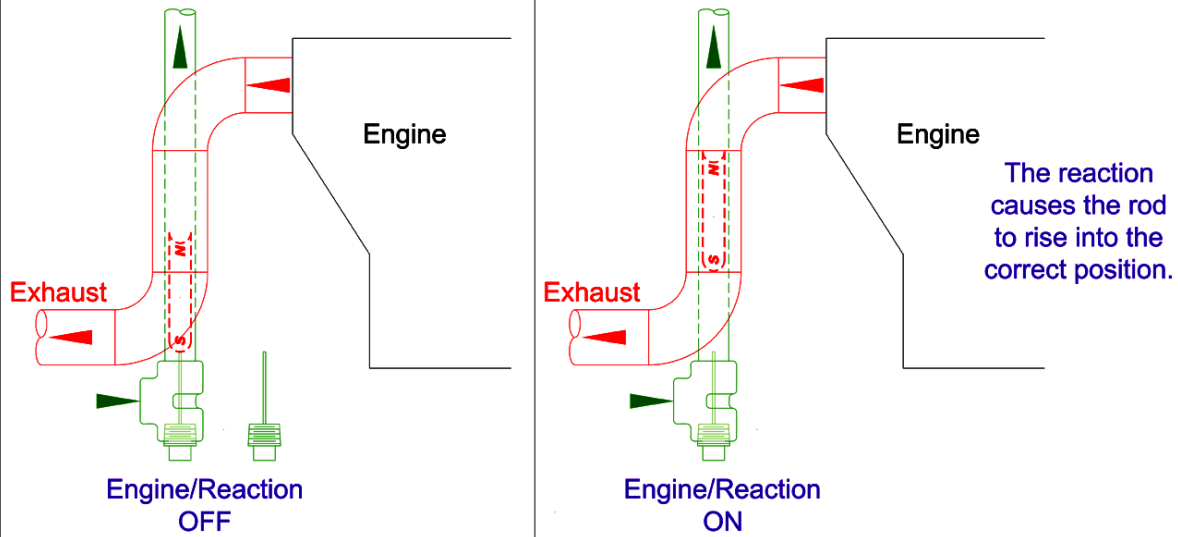 Engine
Exhaust
N
S
Engine/Reaction
OFF
Engine
Exhaust
N
S
Engine/Reaction
ON
The reaction
causes the rod
to rise into the
correct position.